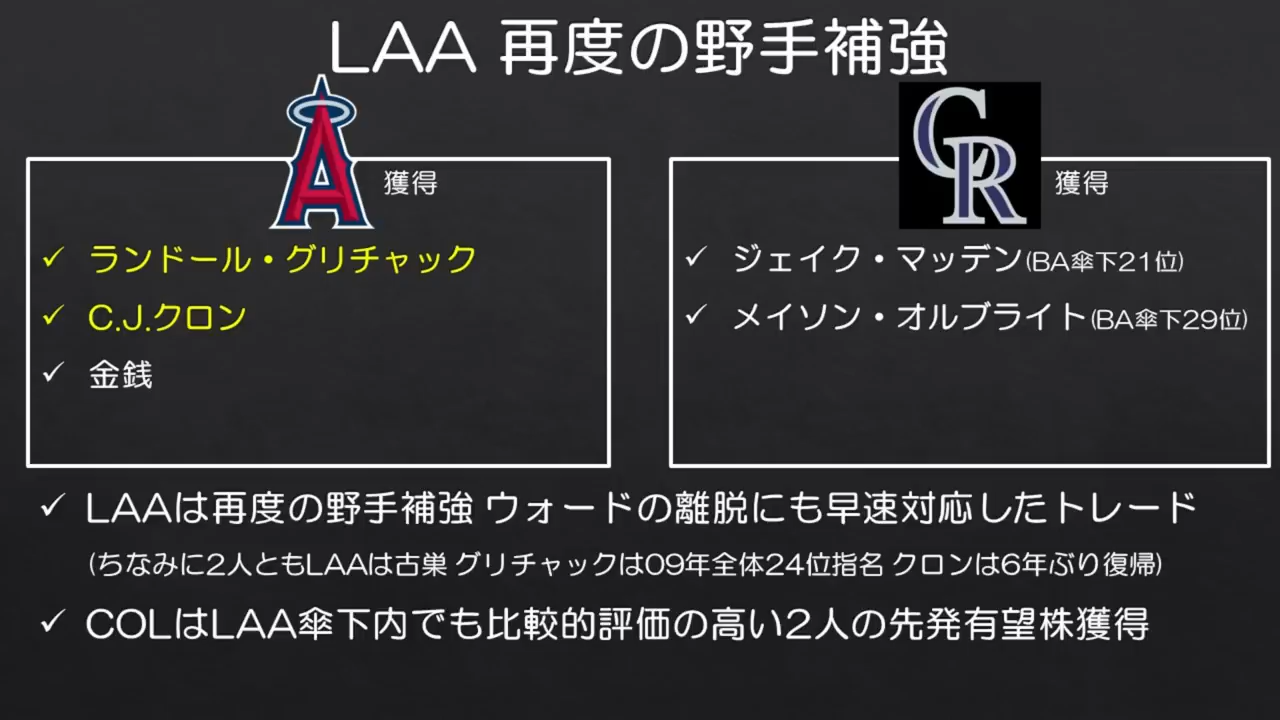 LAA 再度の野手補強
A 獲得
ランドール・グリチャック
C.J.クロン
金銭
CR 獲得
ジェイク・マッデン(BA傘下21位)
メイソン・オルブライト(BA傘下29位)
LAAは再度の野手補強 ウォードの離脱にも早速対応したトレード
(ちなみに2人ともLAAは古巣 グリチャックは09年全体24位指名 クロンは6年ぶり復帰)
COLはLAA傘下内でも比較的評価の高い2人の先発有望株獲得